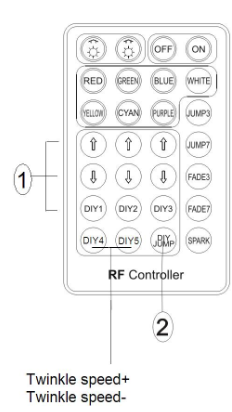 OFF ON
RED GREEN BLUE WHITE
YELLOW CYAN PURPLE JUMP3
⇧ ⇧ ⇧ JUMP7
⇩ ⇩ ⇩ FADE3
1
DIY1 DIY2 DIY3 FADE7
DIY4 DIY5 DIY JUMP SPARK
RF Controller
2
Twinkle speed+
Twinkle speed-